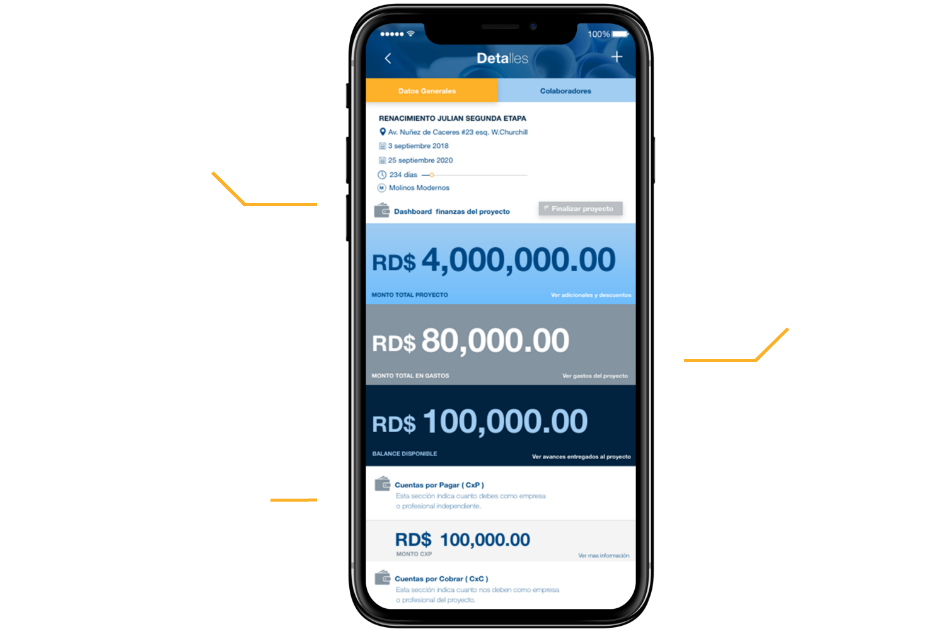 100%
Detalles
Datos Generales
Colaboradores
RENACIMIENTO JULIAN SEGUNDA ETAPA
Av. Nuñez de Caceres #23 esq. W.Churchill
3 septiembre 2018
25 septiembre 2020
234 días
M Molinos Modernos
Dashboard finanzas del proyecto
Finalizar proyecto
RD$ 4,000,000.00
MONTO TOTAL PROYECTO
Ver adicionales y descuentos
RD$ 80,000.00
MONTO TOTAL EN GASTOS
Ver gastos del proyecto
RD$ 100,000.00
BALANCE DISPONIBLE
Ver avances entregados al proyecto
Cuentas por Pagar ( CxP )
Esta sección indica cuanto debes como empresa
o profesional independiente.
RD$ 100,000.00
MONTO CXP
Ver mas información
Cuentas por Cobrar ( CxC )
Esta sección indica cuanto nos deben como empresa
o profesional del proyecto.